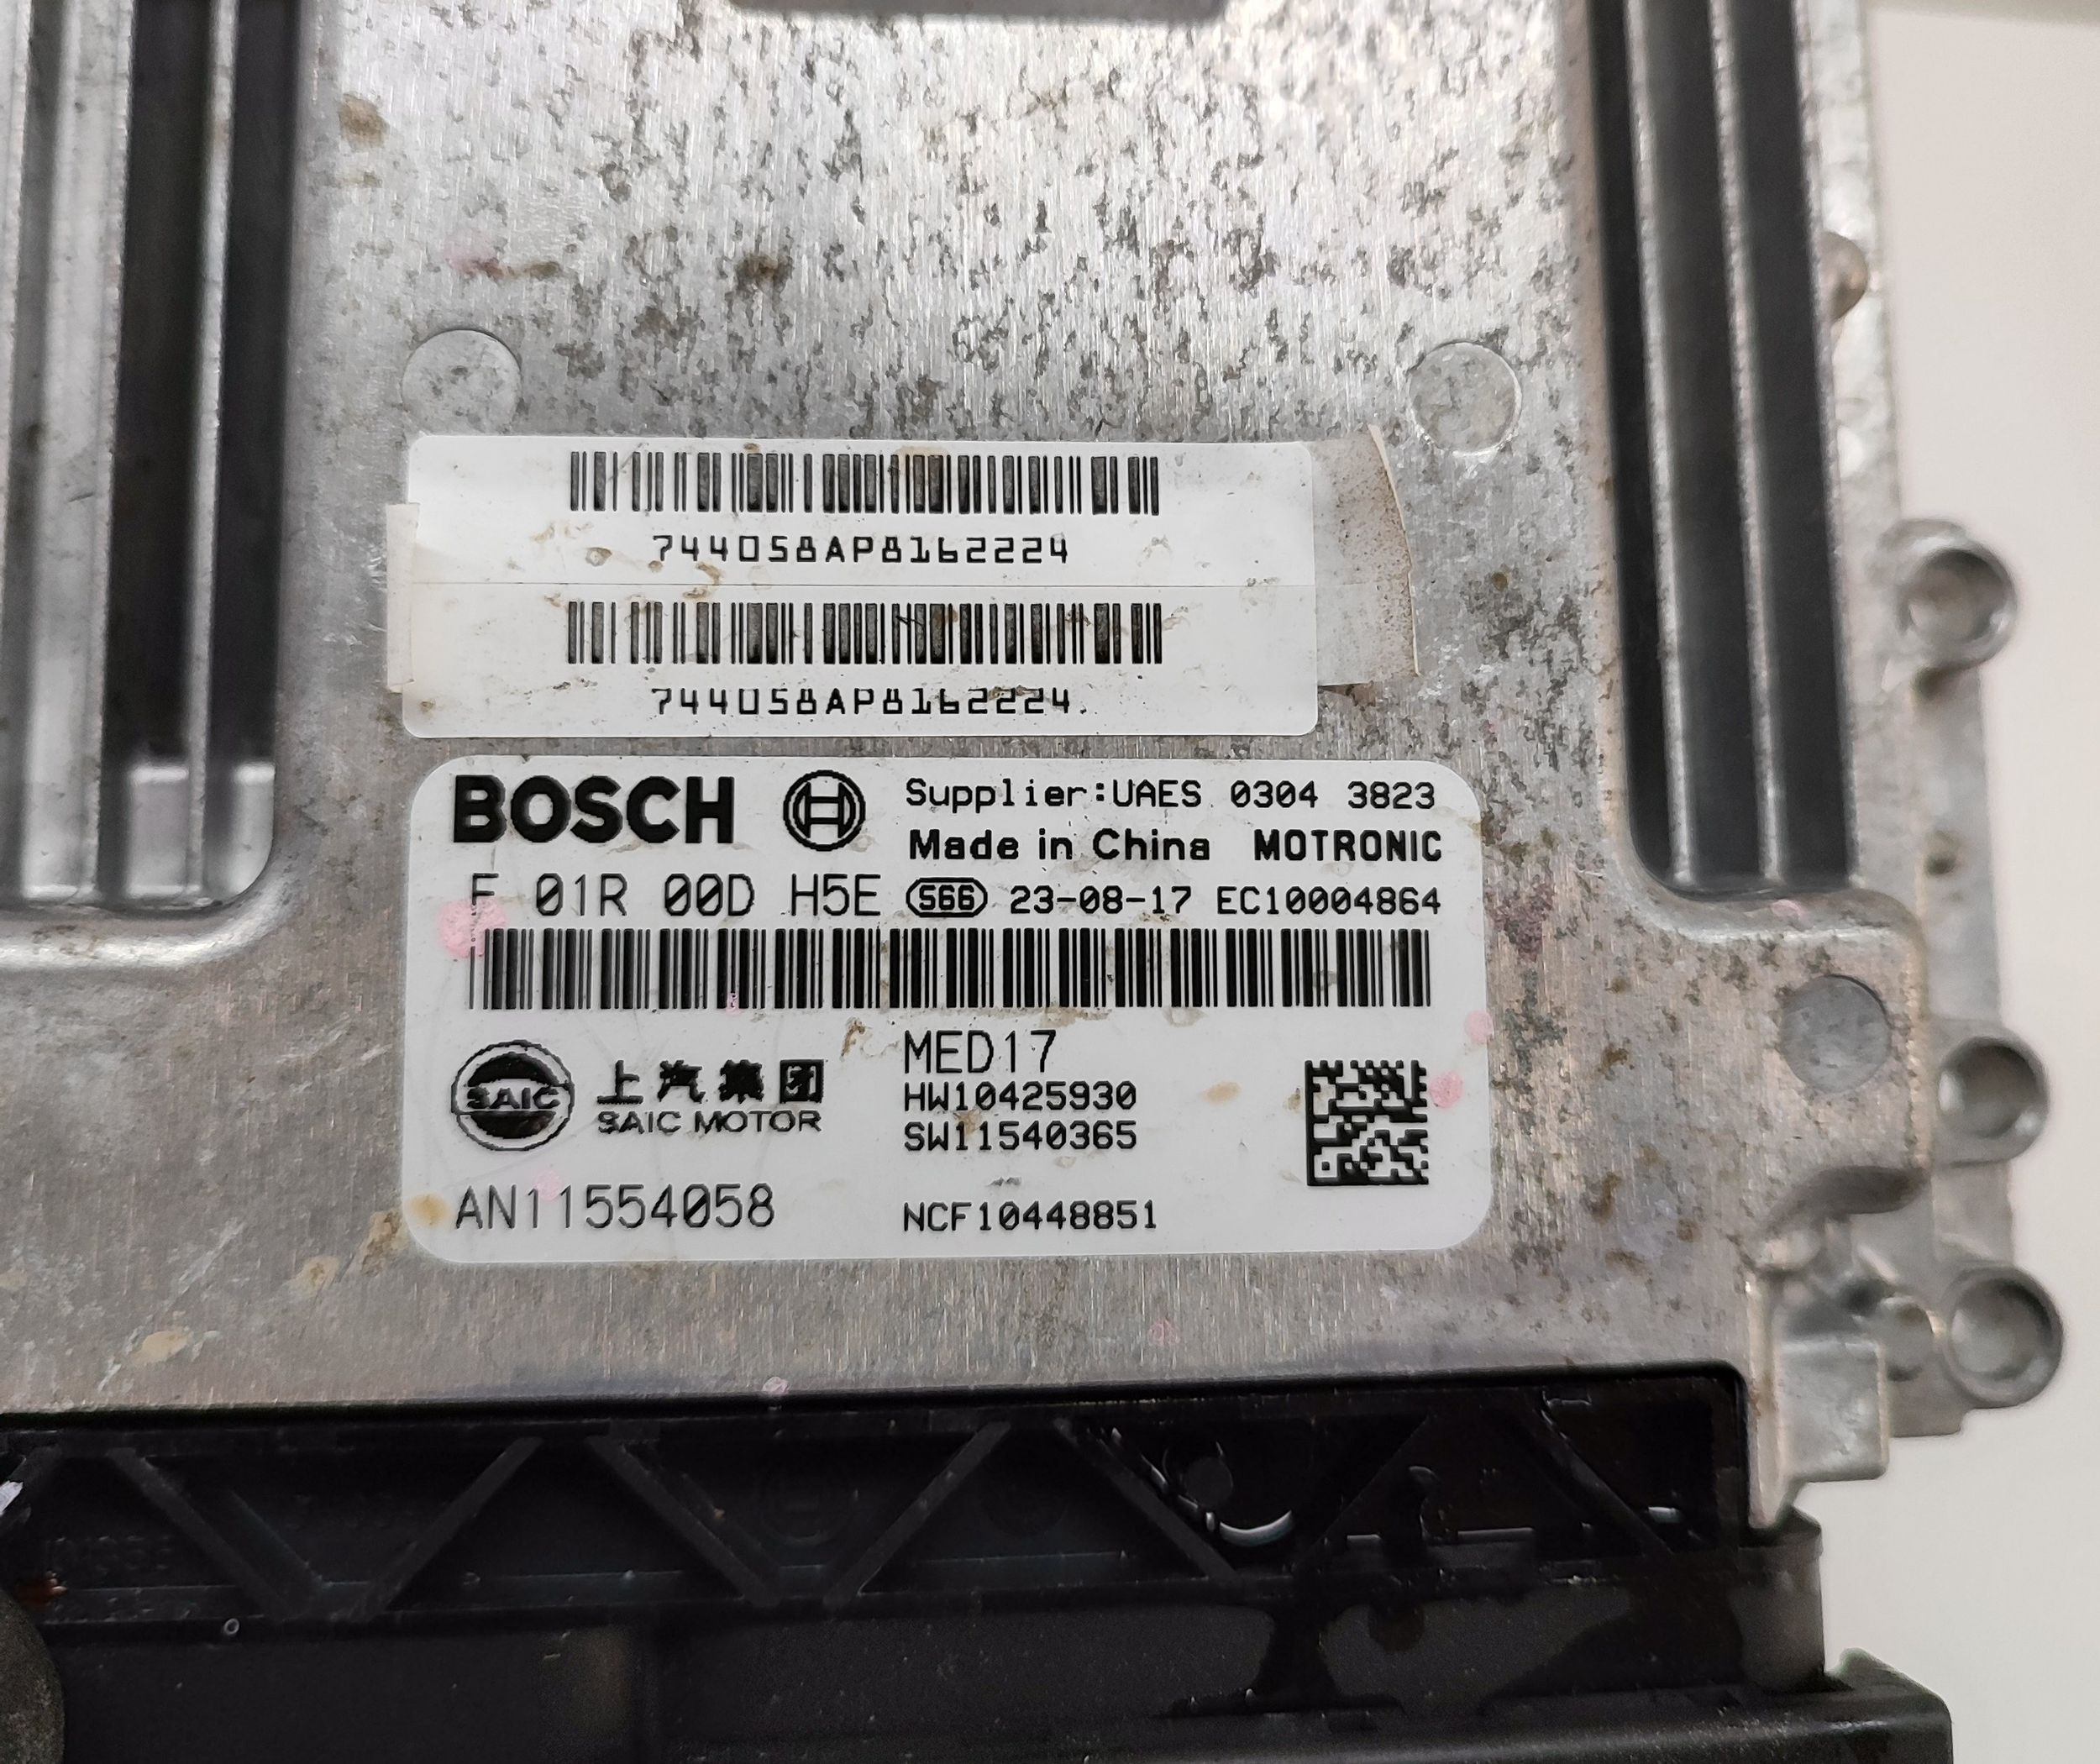 744058AP8162224
744058AP8162224
BOSCH Supplier:UAES 0304 3823
Made in China MOTRONIC
F 01R 00D H5E S66 23-08-17 EC10004864
MED17
HW10425930
SW11540365
SAIC 上汽集团
SAIC MOTOR
AN11554058 NCF10448851